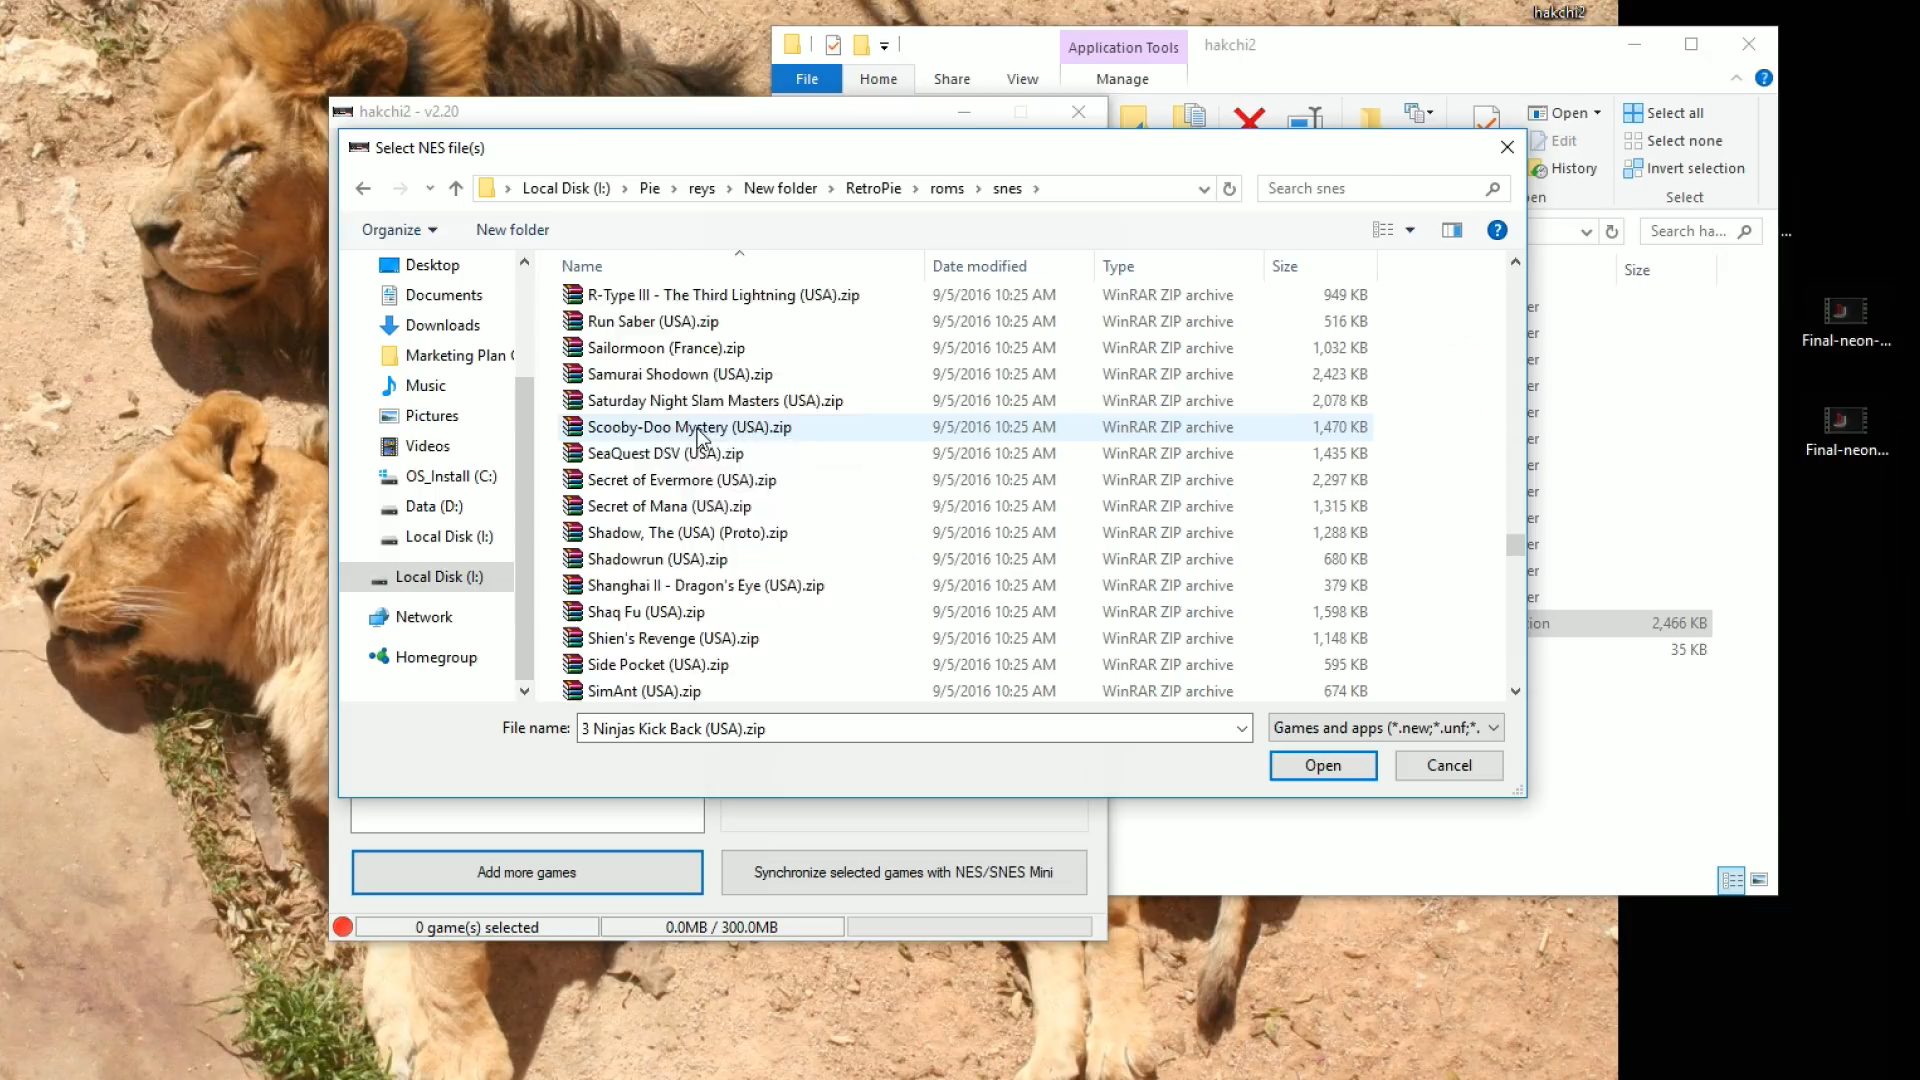 hakchi2
Application Tools
hakchi2
File
Home
Share
View
Manage
hakchi2 - v2.20
Open
Select all
Edit
Select none
History
Invert selection
Select
Select NES file(s)
Local Disk (I:)
Pie
reys
New folder
RetroPie
roms
snes
Search snes
Search ha...
...
Organize
New folder
Name
Date modified
Type
Size
Size
Desktop
Documents
Downloads
Marketing Plan
Music
Pictures
Videos
OS_Install (C:)
Data (D:)
Local Disk (I:)
Local Disk (I:)
Network
Homegroup
R-Type III - The Third Lightning (USA).zip 9/5/2016 10:25 AM WinRAR ZIP archive 949 KB
Run Saber (USA).zip 9/5/2016 10:25 AM WinRAR ZIP archive 516 KB
Sailormoon (France).zip 9/5/2016 10:25 AM WinRAR ZIP archive 1,032 KB
Samurai Shodown (USA).zip 9/5/2016 10:25 AM WinRAR ZIP archive 2,423 KB
Saturday Night Slam Masters (USA).zip 9/5/2016 10:25 AM WinRAR ZIP archive 2,078 KB
Scooby-Doo Mystery (USA).zip 9/5/2016 10:25 AM WinRAR ZIP archive 1,470 KB
SeaQuest DSV (USA).zip 9/5/2016 10:25 AM WinRAR ZIP archive 1,435 KB
Secret of Evermore (USA).zip 9/5/2016 10:25 AM WinRAR ZIP archive 2,297 KB
Secret of Mana (USA).zip 9/5/2016 10:25 AM WinRAR ZIP archive 1,315 KB
Shadow, The (USA) (Proto).zip 9/5/2016 10:25 AM WinRAR ZIP archive 1,288 KB
Shadowrun (USA).zip 9/5/2016 10:25 AM WinRAR ZIP archive 680 KB
Shanghai II - Dragon's Eye (USA).zip 9/5/2016 10:25 AM WinRAR ZIP archive 379 KB
Shaq Fu (USA).zip 9/5/2016 10:25 AM WinRAR ZIP archive 1,598 KB
Shien's Revenge (USA).zip 9/5/2016 10:25 AM WinRAR ZIP archive 1,148 KB
Side Pocket (USA).zip 9/5/2016 10:25 AM WinRAR ZIP archive 595 KB
SimAnt (USA).zip 9/5/2016 10:25 AM WinRAR ZIP archive 674 KB
2,466 KB
35 KB
Final-neon-...
Final-neon...
File name: 3 Ninjas Kick Back (USA).zip
Games and apps (*.new;*.unf;*.
Open
Cancel
Add more games
Synchronize selected games with NES/SNES Mini
0 game(s) selected
0.0MB / 300.0MB